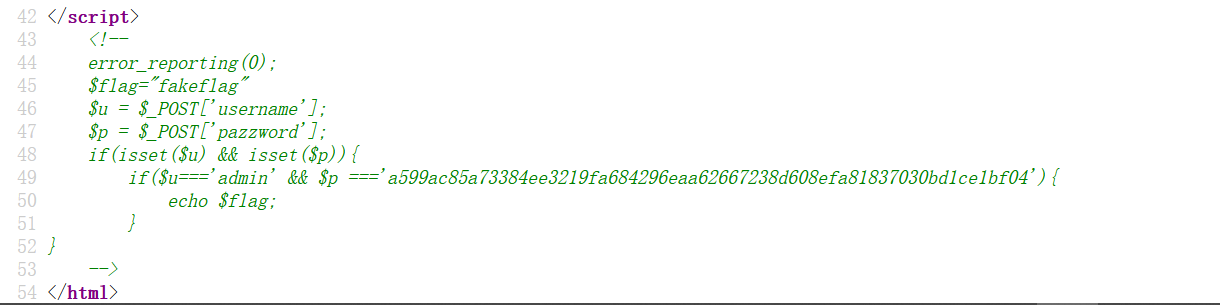 42 </script>
43 <!--
44 error_reporting(0);
45 $flag="fakeflag"
46 $u = $_POST['username'];
47 $p = $_POST['pazzword'];
48 if(isset($u) && isset($p)){
49 if($u==='admin' && $p ==='a599ac85a73384ee3219fa684296eaa62667238d608efa81837030bd1ce1bf04'){
50 echo $flag;
51 }
52 }
53 -->
54 </html>